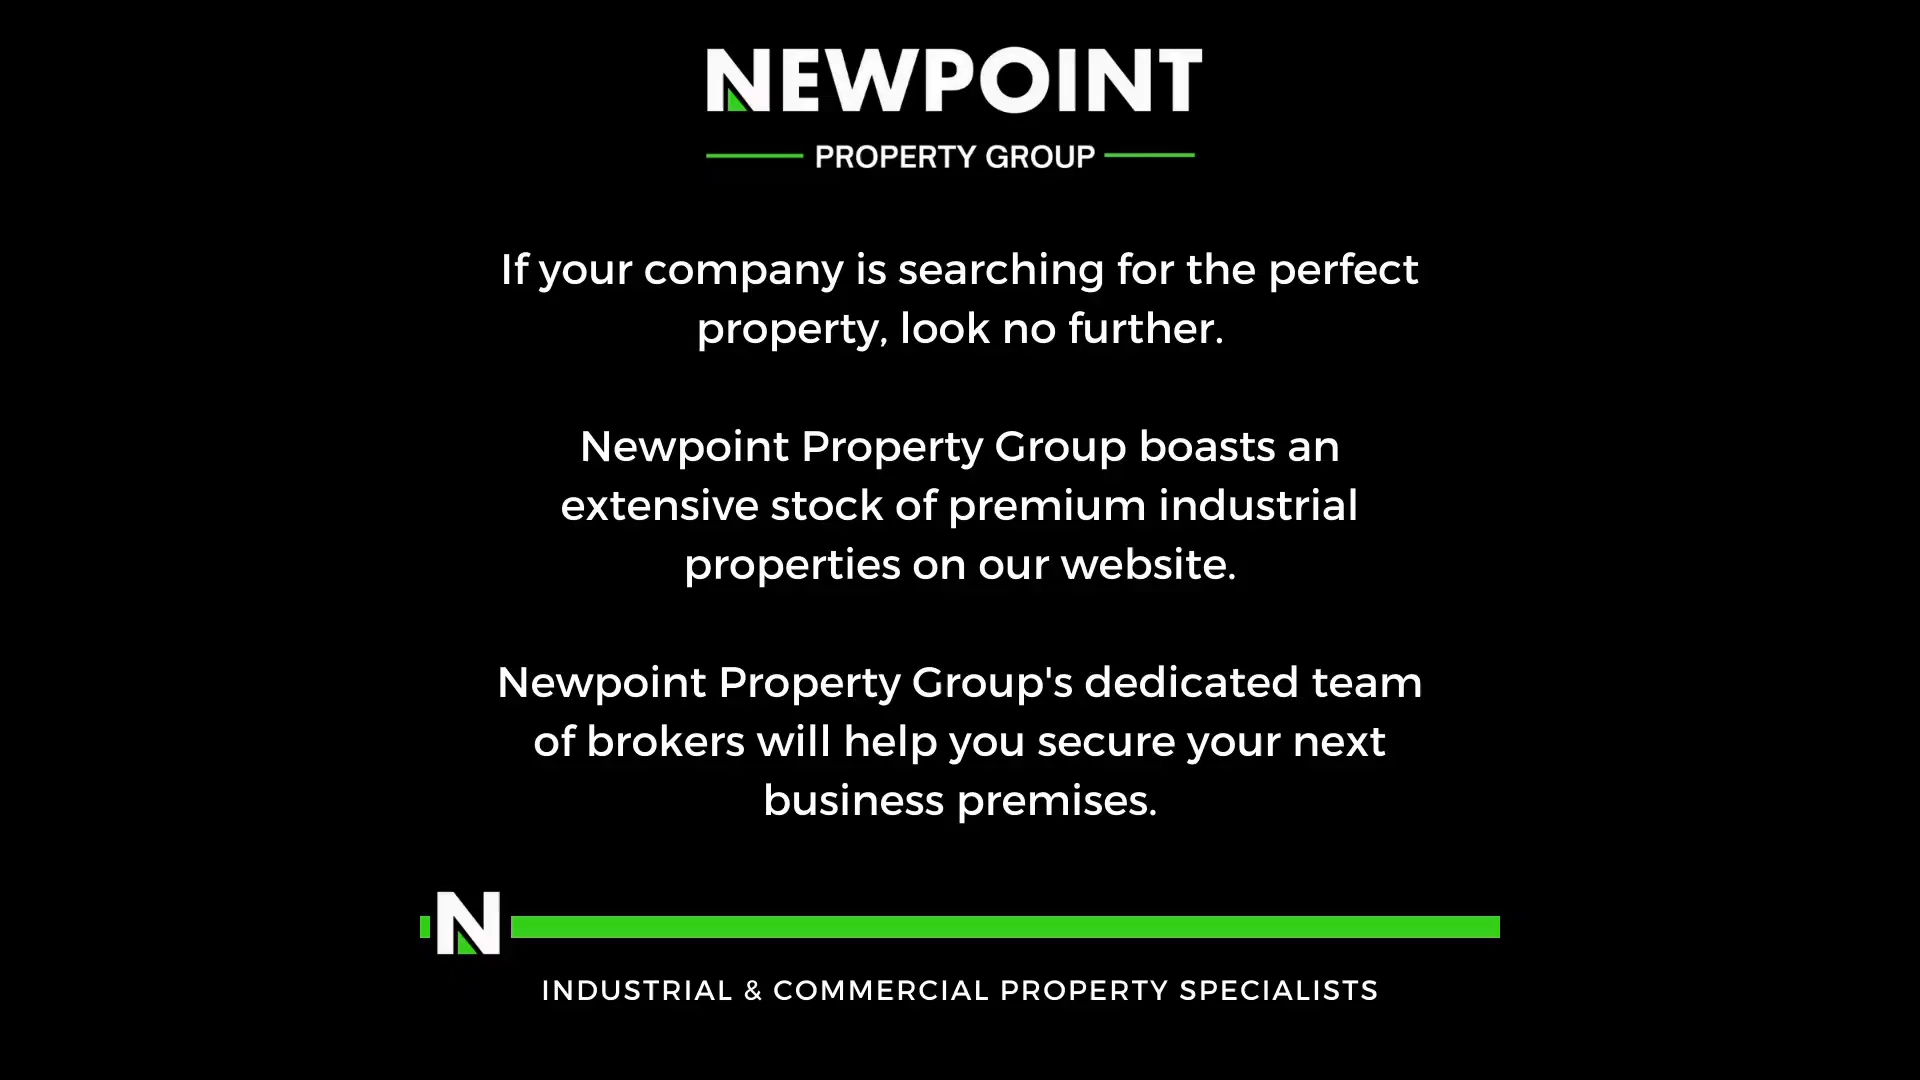 NEWPOINT
PROPERTY GROUP
If your company is searching for the perfect
property, look no further.
Newpoint Property Group boasts an
extensive stock of premium industrial
properties on our website.
Newpoint Property Group's dedicated team
of brokers will help you secure your next
business premises.
N
INDUSTRIAL & COMMERCIAL PROPERTY SPECIALISTS